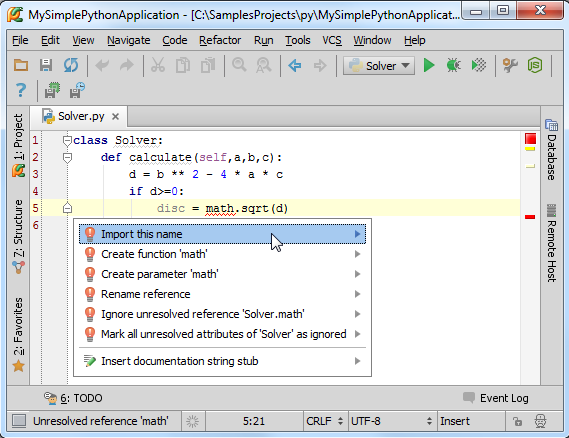 MySimplePythonApplication - [C:\SamplesProjects\py\MySimplePythonApplicat...
File Edit View Navigate Code Refactor Run Tools VCS Window Help
Solver
JS
?
Solver.py
1: Project
7: Structure
2: Favorites
1 class Solver:
2 def calculate(self,a,b,c):
3 d = b ** 2 - 4 * a * c
4 if d>=0:
5 disc = math.sqrt(d)
6
Import this name
Create function 'math'
Create parameter 'math'
Rename reference
Ignore unresolved reference 'Solver.math'
Mark all unresolved attributes of 'Solver' as ignored
Insert documentation string stub
Database
Remote Host
6: TODO
Event Log
Unresolved reference 'math' 5:21 CRLF UTF-8 Insert